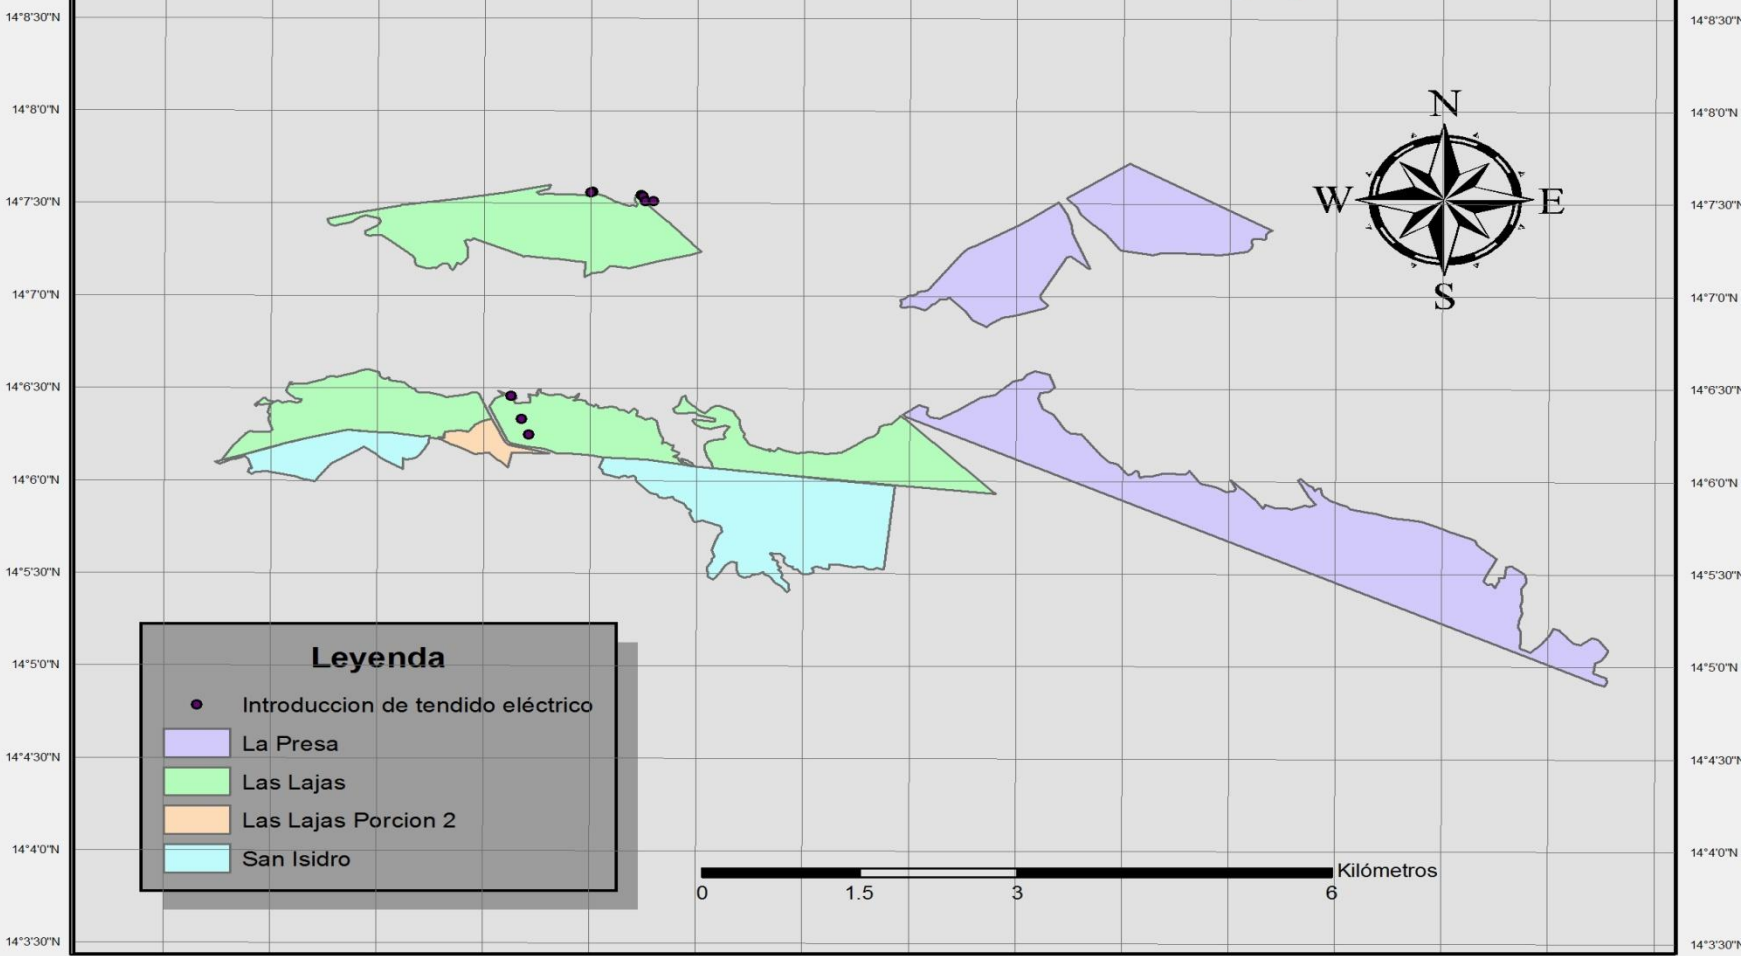 14°8'30"N 14°8'30"N
N
14°8'0"N 14°8'0"N
W E
14°7'30"N 14°7'30"N
14°7'0"N S 14°7'0"N
14°6'30"N 14°6'30"N
14°6'0"N 14°6'0"N
14°5'30"N 14°5'30"N
Leyenda
14°5'0"N 14°5'0"N
Introduccion de tendido eléctrico
La Presa
14°4'30"N 14°4'30"N
Las Lajas
Las Lajas Porcion 2
14°4'0"N 14°4'0"N
San Isidro
Kilómetros
0 1.5 3 6
14°3'30"N 14°3'30"N